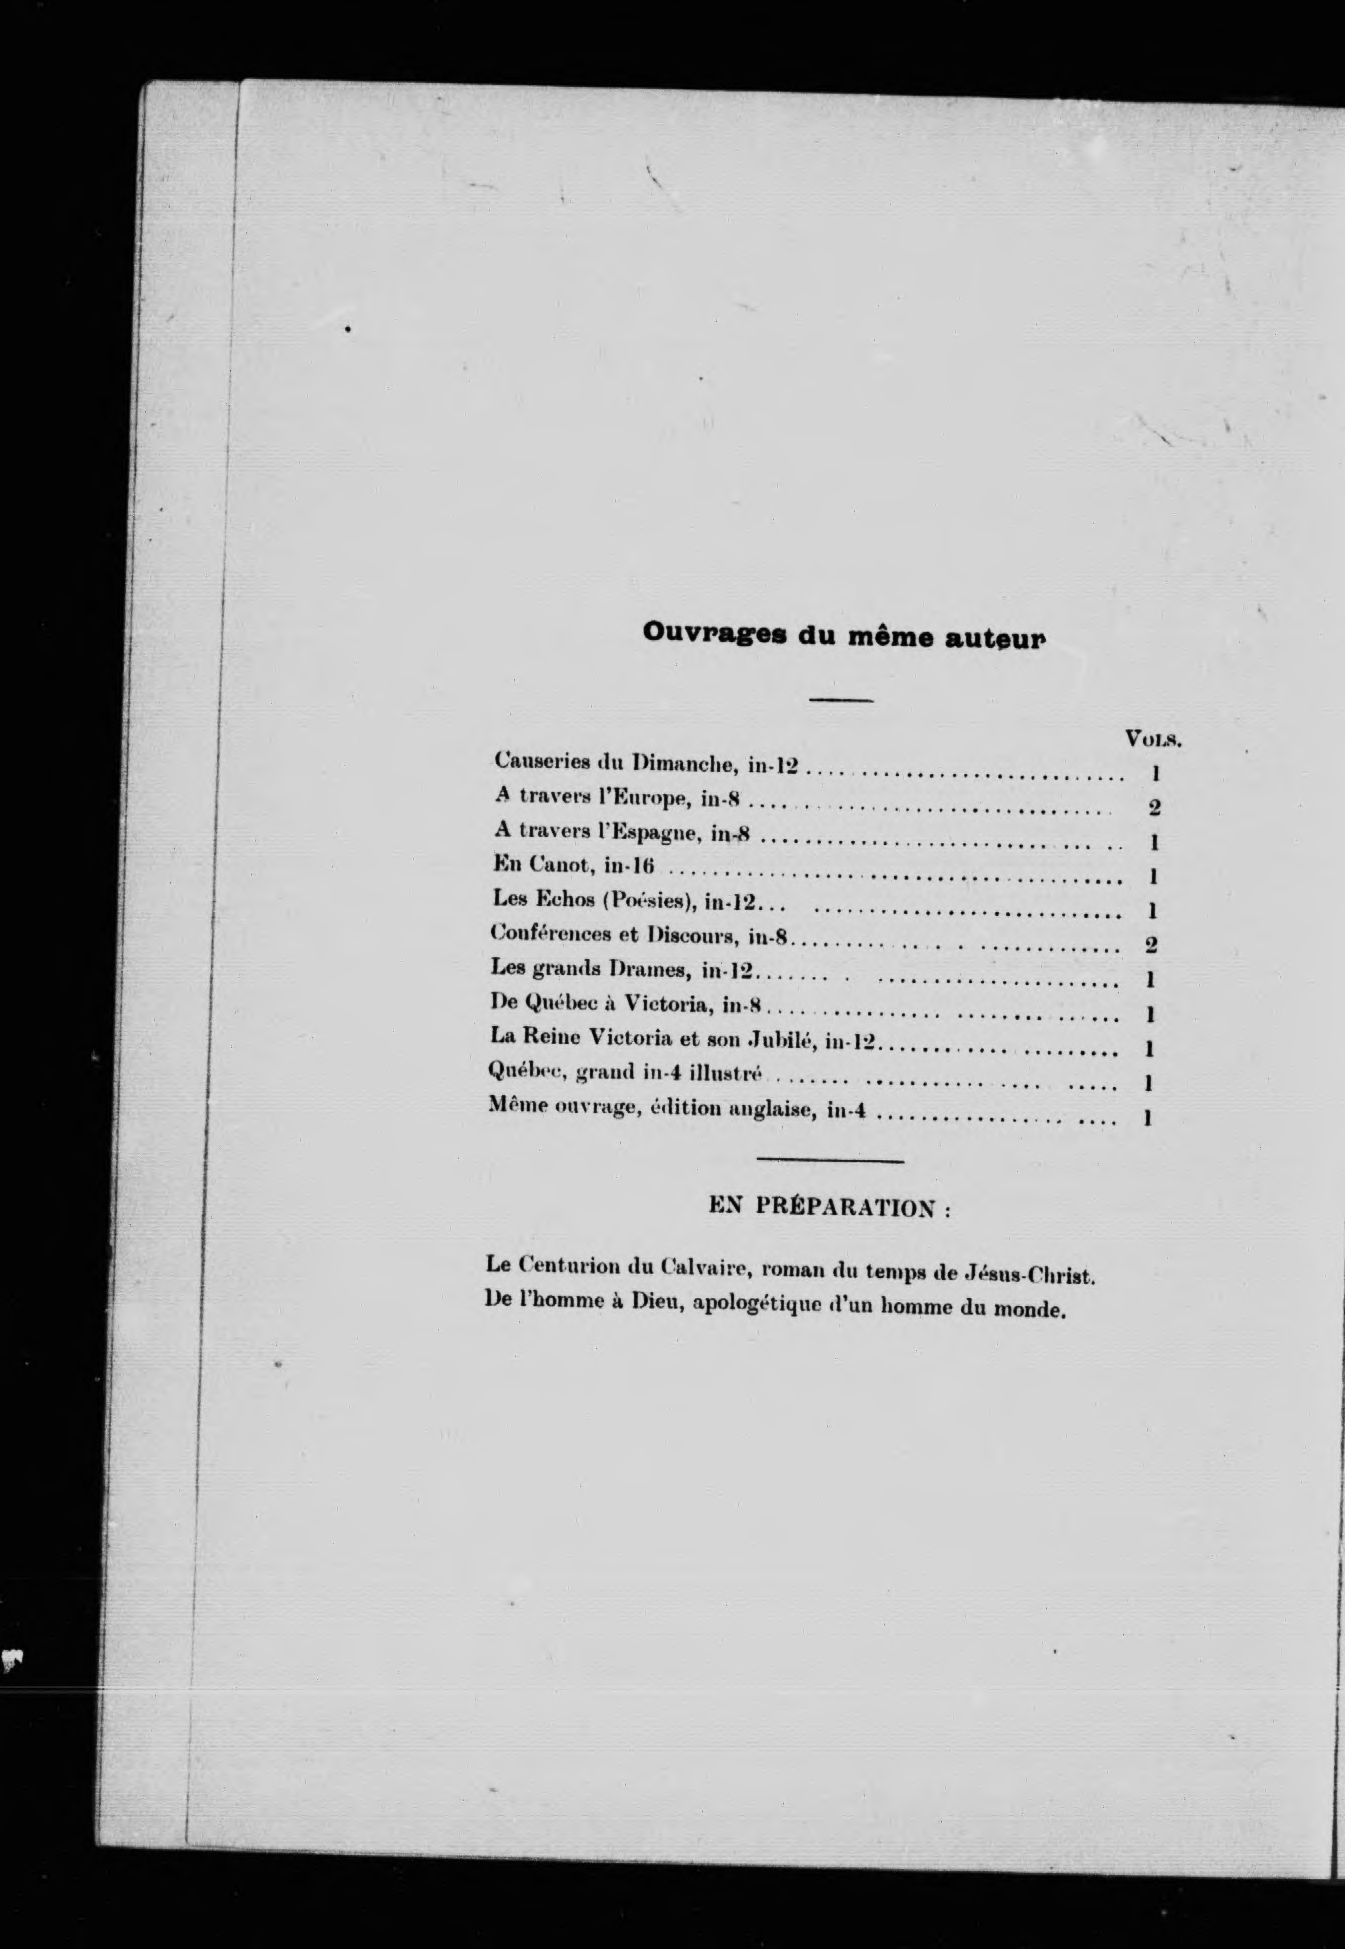 Ouvrages du même auteur
VOLS.
Causeries du Dimanche, in-12 .................................. 1
A travers l'Europe, in-8 .................................. 2
A travers l'Espagne, in-8 .................................. 1
En Canot, in-16 .................................. 1
Les Echos (Poésies), in-12 .................................. 1
Conférences et Discours, in-8 .................................. 2
Les grands Drames, in-12 .................................. 1
De Québec à Victoria, in-8 .................................. 1
La Reine Victoria et son Jubilé, in-12 .......................... 1
Québec, grand in-4 illustré .................................. 1
Même ouvrage, édition anglaise, in-4 .......................... 1
EN PRÉPARATION :
Le Centurion du Calvaire, roman du temps de Jésus-Christ.
De l'homme à Dieu, apologétique d'un homme du monde.